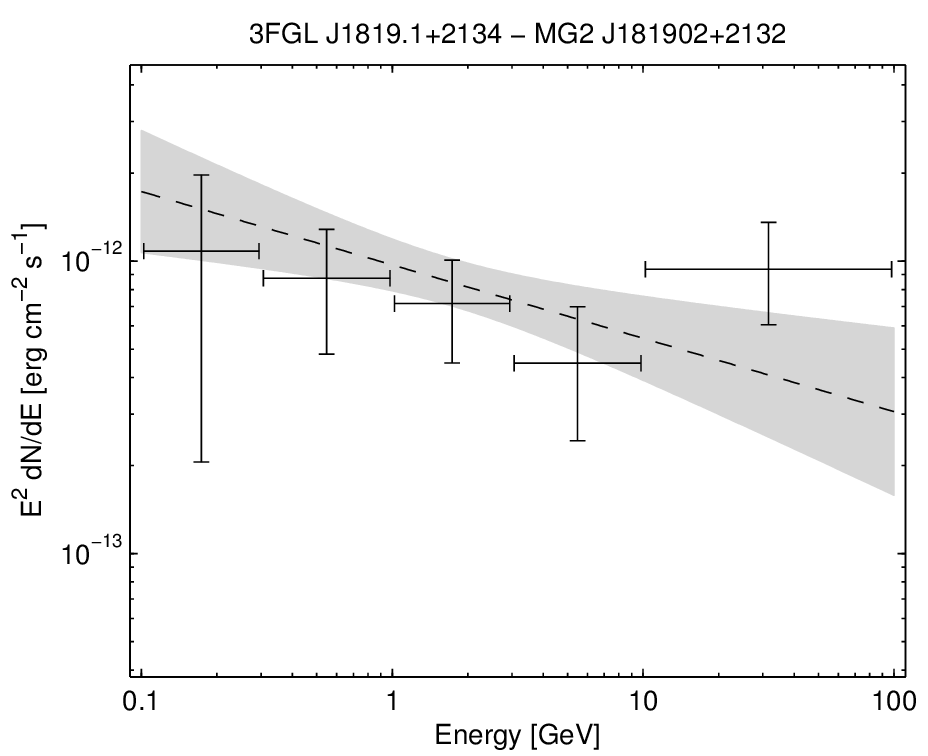 3FGL J1819.1+2134 − MG2 J181902+2132
E² dN/dE [erg cm⁻² s⁻¹]
10⁻¹²
10⁻¹³
0.1 1 10 100
Energy [GeV]